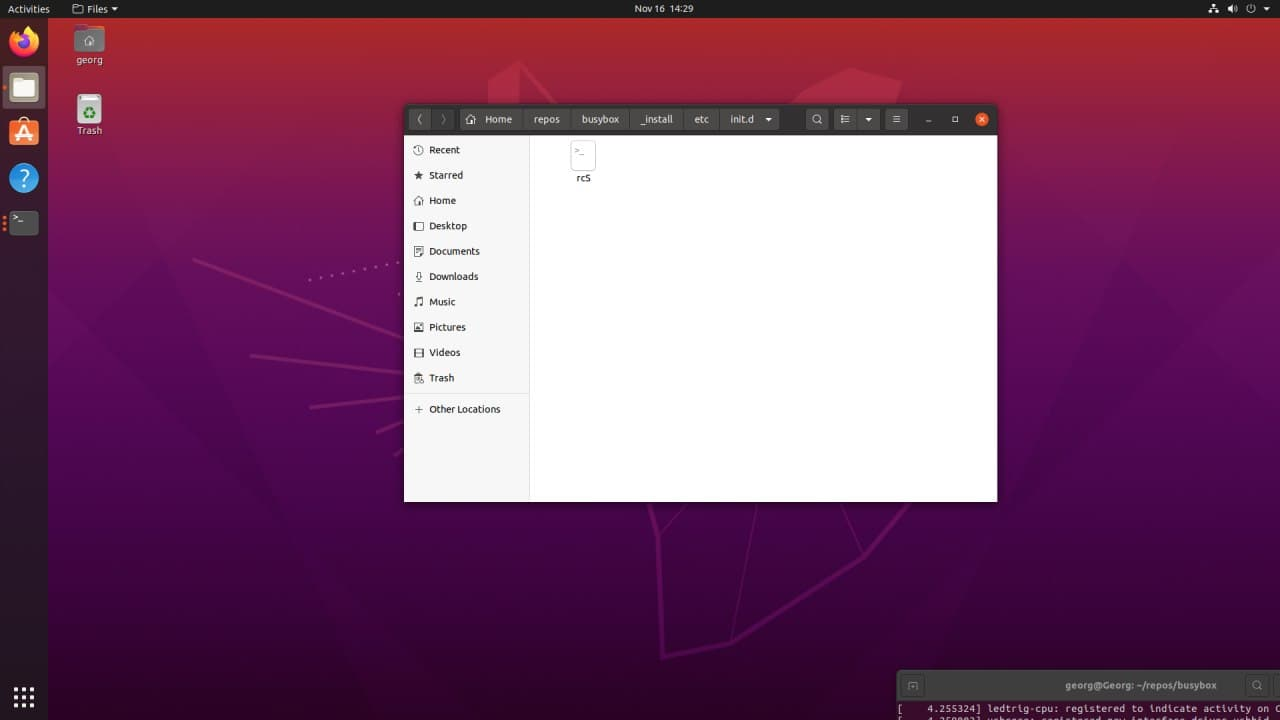 Activities Files Nov 16 14:29
georg
Trash
Home repos busybox _install etc init.d
Recent
Starred
Home
Desktop
Documents
Downloads
Music
Pictures
Videos
Trash
Other Locations
>_
rcS
>_
georg@Georg: ~/repos/busybox
[    4.255324] ledtrig-cpu: registered to indicate activity on C